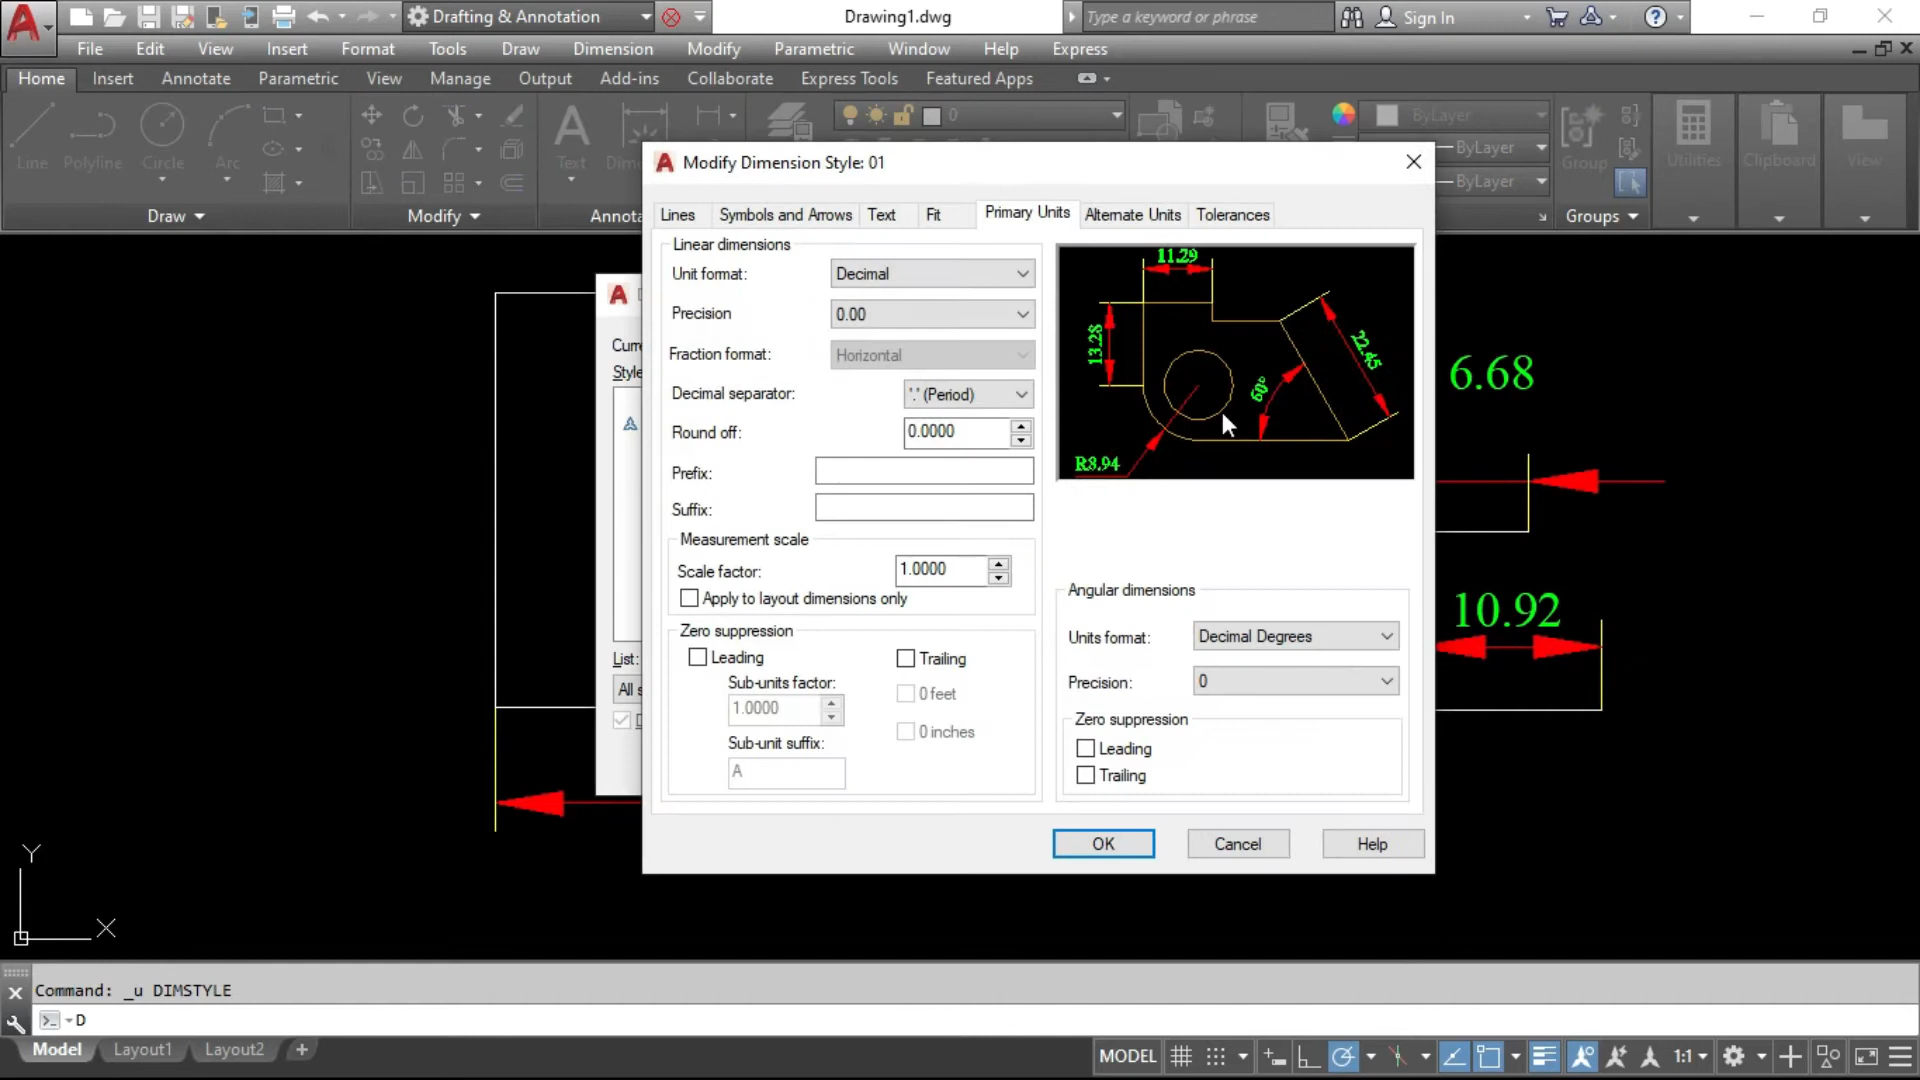 Drafting & Annotation
Drawing1.dwg
Type a keyword or phrase
Sign In
File Edit View Insert Format Tools Draw Dimension Modify Parametric Window Help Express
Home Insert Annotate Parametric View Manage Output Add-ins Collaborate Express Tools Featured Apps
0
ByLayer
ByLayer
ByLayer
Line Polyline Circle Arc
Text
Group
Utilities Clipboard View
Draw Modify Groups
Modify Dimension Style: 01
Lines Symbols and Arrows Text Fit Primary Units Alternate Units Tolerances
Linear dimensions
Unit format: Decimal
Precision 0.00
Fraction format: Horizontal
Decimal separator: '.' (Period)
Round off: 0.0000
Prefix:
Suffix:
Measurement scale
Scale factor: 1.0000
Apply to layout dimensions only
Zero suppression
Leading Trailing
Sub-units factor: 0 feet
1.0000
0 inches
Sub-unit suffix:
A
11.29
13.28
22.45
60°
R8.94
Angular dimensions
Units format: Decimal Degrees
Precision: 0
Zero suppression
Leading
Trailing
OK Cancel Help
List:
6.68
10.92
Y
X
Command: _u DIMSTYLE
D
Model Layout1 Layout2 +
MODEL 1:1